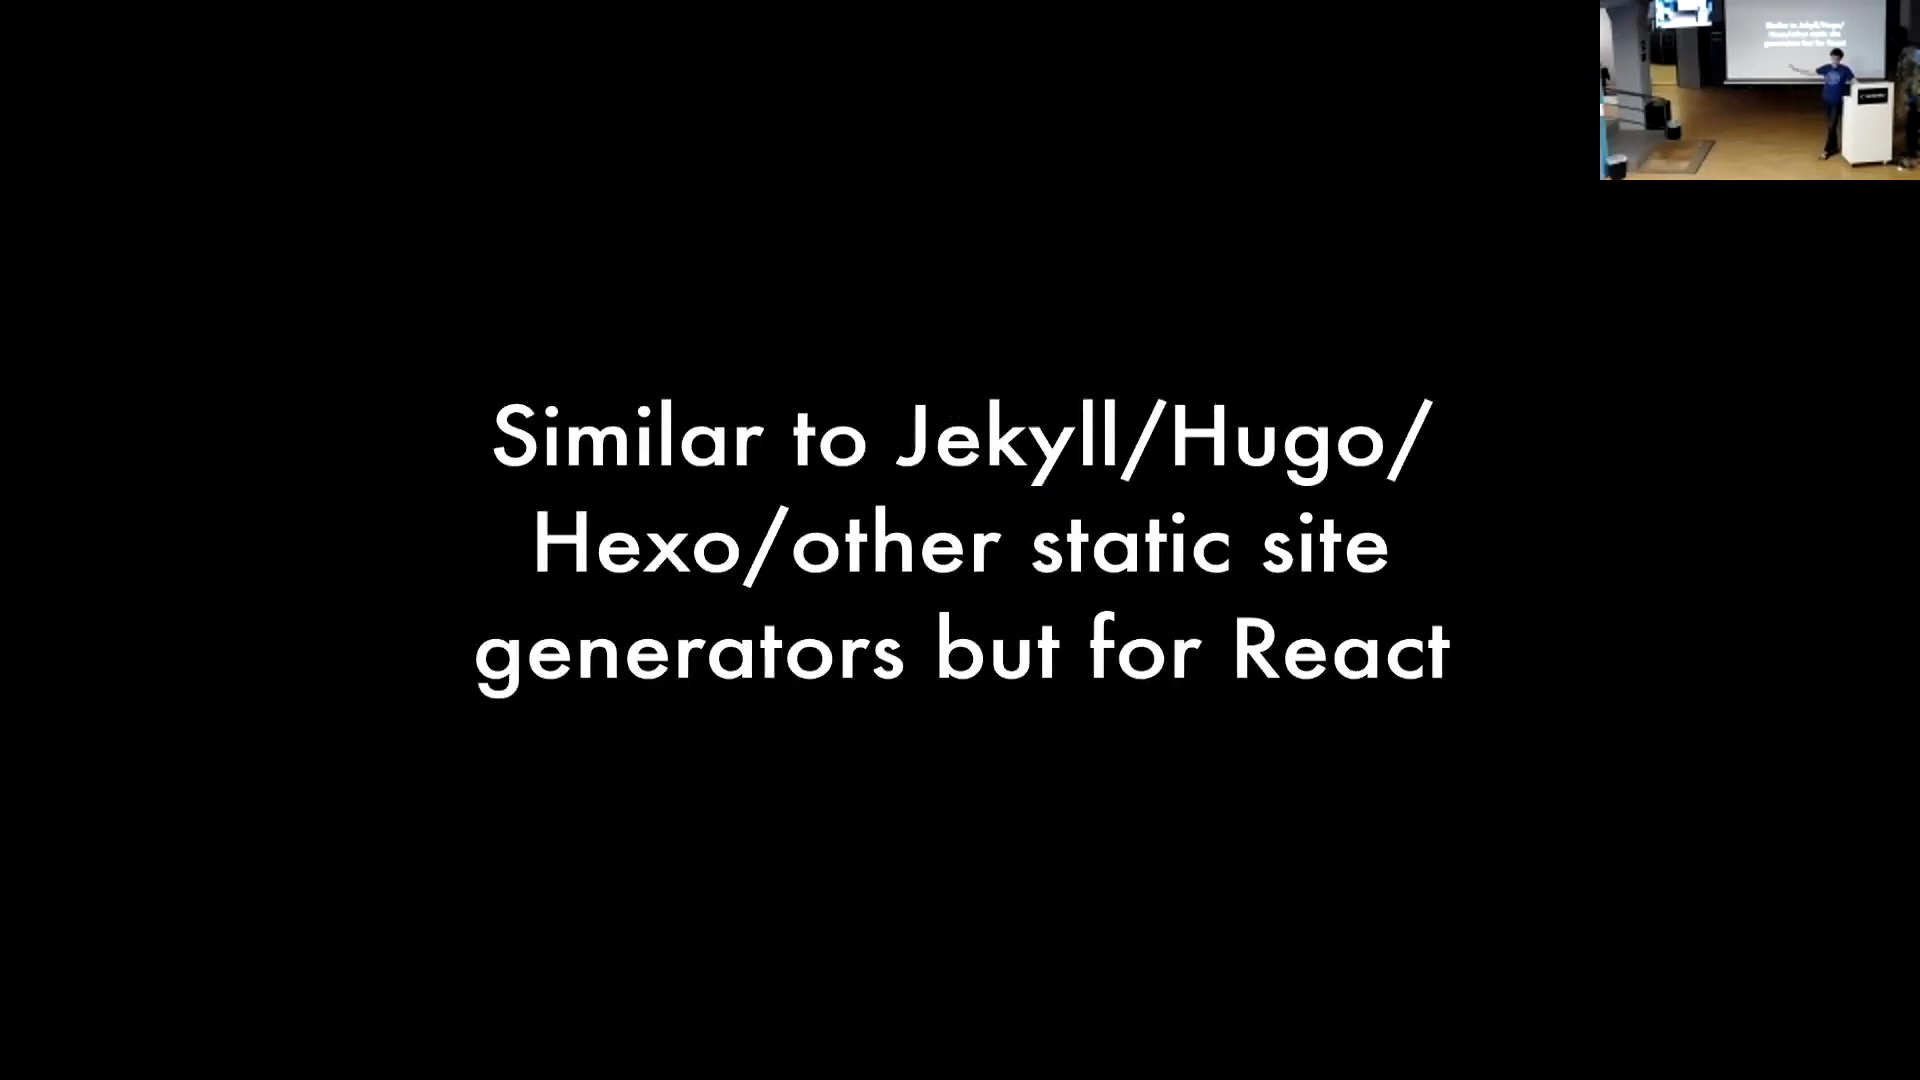 Similar to Jekyll/Hugo/
Hexo/other static site
generators but for React